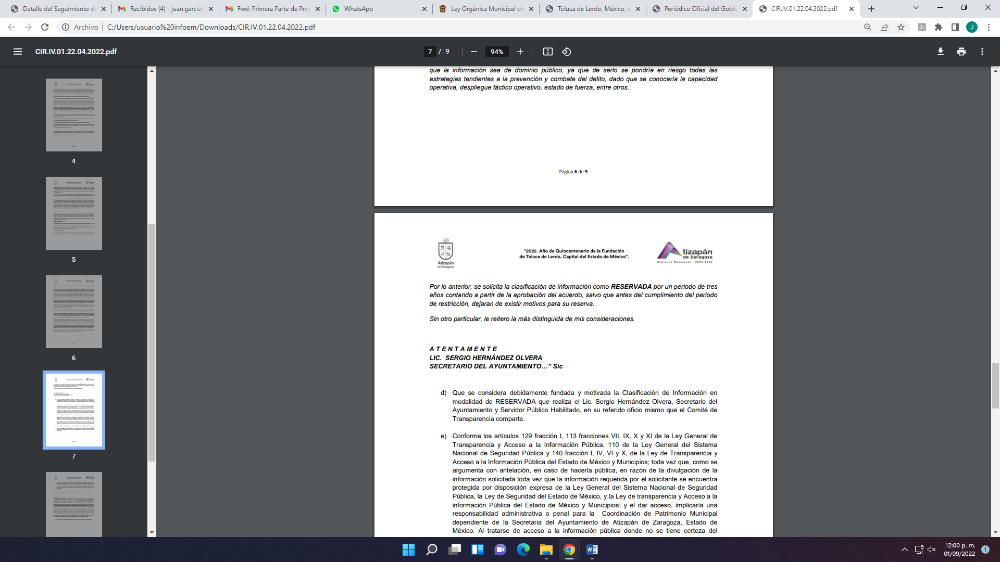 Detalle del Seguimiento de
Recibidos (4) - juan.garcia@
Fwd: Primera Parte de Proy
WhatsApp
Ley Orgánica Municipal de
Toluca de Lerdo, México, a
Periódico Oficial del Gobie
CIR.IV.01.22.04.2022.pdf
Archivo
C:/Users/usuario%20infoem/Downloads/CIR.IV.01.22.04.2022.pdf
J
CIR.IV.01.22.04.2022.pdf
7 / 9
94%
4
5
6
7
que la información sea de dominio público, ya que de serlo se pondría en riesgo todas las
estrategias tendientes a la prevención y combate del delito, dado que se conocería la capacidad
operativa, despliegue táctico operativo, estado de fuerza, entre otros.
Página 6 de 9
Atizapán
de Zaragoza
"2022. Año de Quincentenario de la Fundación
de Toluca de Lerdo, Capital del Estado de México".
Atizapán
de Zaragoza
Gobierno Municipal - 2022-2024
Por lo anterior, se solicita la clasificación de información como RESERVADA por un periodo de tres
años contando a partir de la aprobación del acuerdo, salvo que antes del cumplimiento del periodo
de restricción, dejaran de existir motivos para su reserva.
Sin otro particular, le reitero la más distinguida de mis consideraciones.
A T E N T A M E N T E
LIC. SERGIO HERNÁNDEZ OLVERA
SECRETARIO DEL AYUNTAMIENTO…” Sic
d) Que se considera debidamente fundada y motivada la Clasificación de Información en
modalidad de RESERVADA que realiza el Lic. Sergio Hernández Olvera, Secretario del
Ayuntamiento y Servidor Público Habilitado, en su referido oficio mismo que el Comité de
Transparencia comparte.
e) Conforme los artículos 129 fracción I, 113 fracciones VII, IX, X y XI de la Ley General de
Transparencia y Acceso a la Información Pública, 110 de la Ley General del Sistema
Nacional de Seguridad Pública y 140 fracción I, IV, VI y X, de la Ley de Transparencia y
Acceso a la Información Pública del Estado de México y Municipios; toda vez que, como se
argumenta con antelación, en caso de hacerla pública, en razón de la divulgación de la
información solicitada toda vez que la información requerida por el solicitante se encuentra
protegida por disposición expresa de la Ley General del Sistema Nacional de Seguridad
Pública, la Ley de Seguridad del Estado de México, y la Ley de transparencia y Acceso a la
información Pública del Estado de México y Municipios; y el dar acceso, implicaría una
responsabilidad administrativa o penal para la Coordinación de Patrimonio Municipal
dependiente de la Secretaria del Ayuntamiento de Atizapán de Zaragoza, Estado de
México. Al tratarse de acceso a la información pública donde no se tiene certeza del
12:00 p. m.
01/09/2022
1